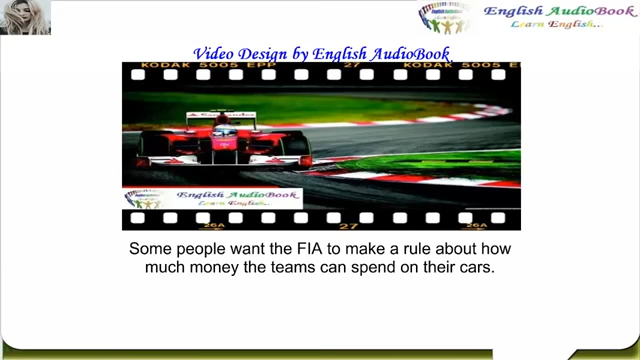 English AudioBook
Learn English...
Video Design by English AudioBook
KODAK 5005 EPP
27
KODAK 5005 E
Santander
English AudioBook
Learn English...
26A
27
26A
Some people want the FIA to make a rule about how
much money the teams can spend on their cars.